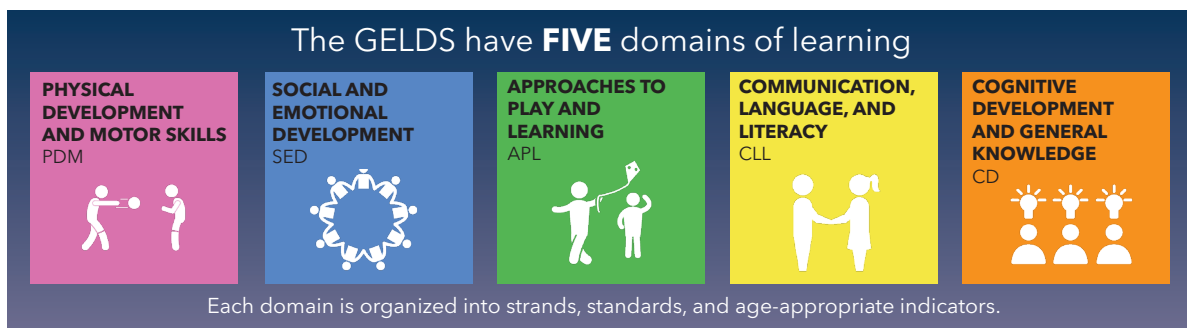 The GELDS have FIVE domains of learning
PHYSICAL
DEVELOPMENT
AND MOTOR SKILLS
PDM
SOCIAL AND
EMOTIONAL
DEVELOPMENT
SED
APPROACHES TO
PLAY AND
LEARNING
APL
COMMUNICATION,
LANGUAGE, AND
LITERACY
CLL
COGNITIVE
DEVELOPMENT
AND GENERAL
KNOWLEDGE
CD
Each domain is organized into strands, standards, and age-appropriate indicators.